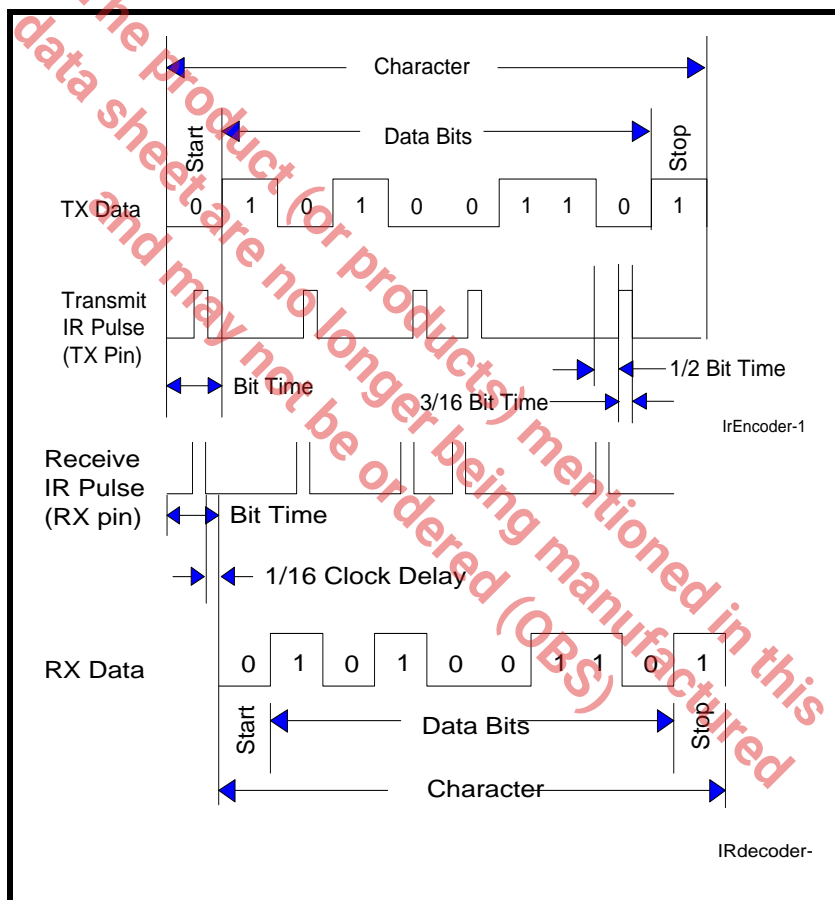 The product (or products) mentioned in this
data sheet are no longer being manufactured
and may not be ordered (OBS)
Character
Start
Data Bits
Stop
TX Data
0 1 0 1 0 0 1 1 0 1
Transmit
IR Pulse
(TX Pin)
Bit Time
1/2 Bit Time
3/16 Bit Time
IrEncoder-1
Receive
IR Pulse
(RX pin)
Bit Time
1/16 Clock Delay
RX Data
0 1 0 1 0 0 1 1 0 1
Start
Data Bits
Stop
Character
IRdecoder-